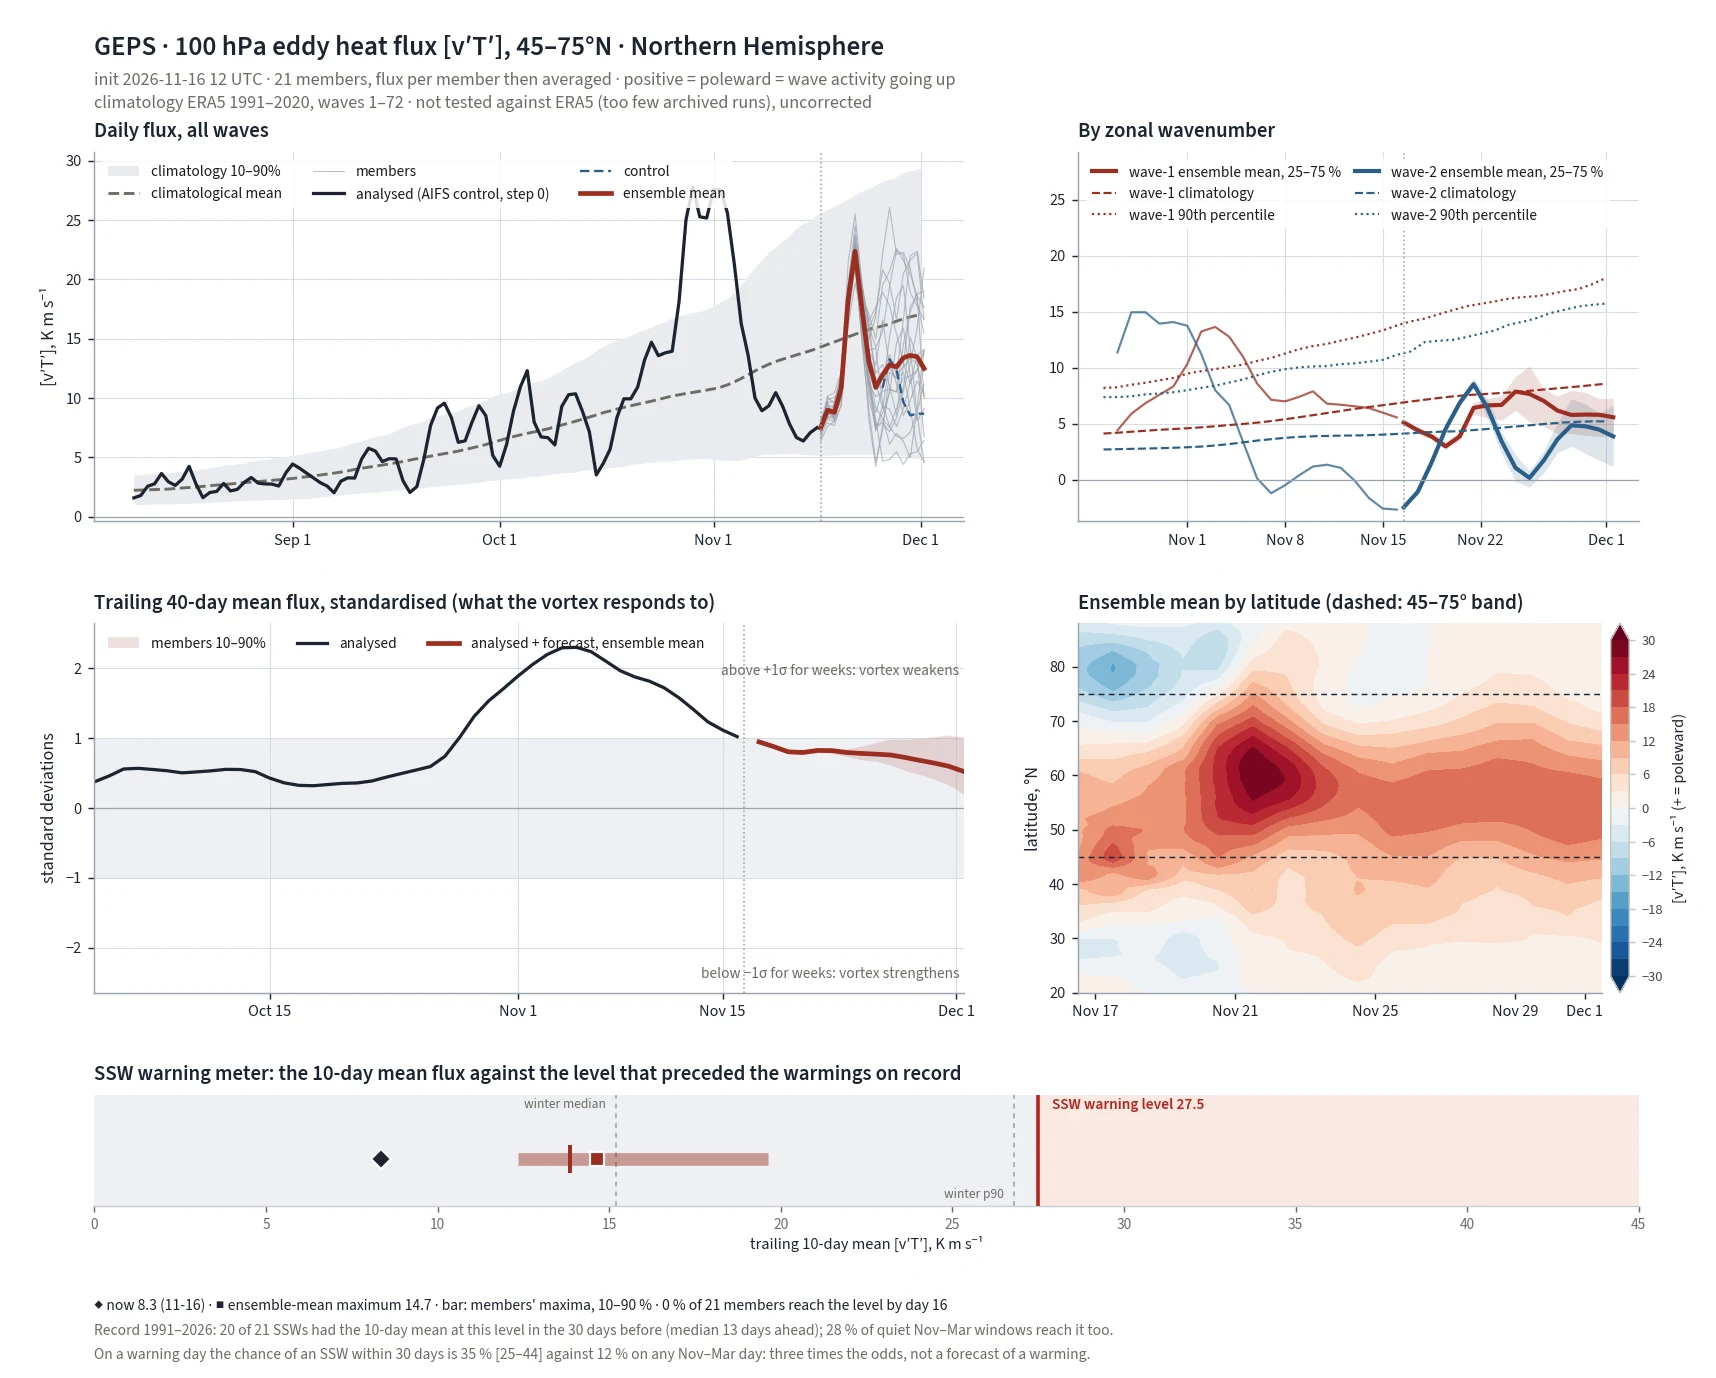 GEPS · 100 hPa eddy heat flux [v′T′], 45–75°N · Northern Hemisphere
init 2026-11-16 12 UTC · 21 members, flux per member then averaged · positive = poleward = wave activity going up
climatology ERA5 1991–2020, waves 1–72 · not tested against ERA5 (too few archived runs), uncorrected
Daily flux, all waves
climatology 10–90% members control
climatological mean analysed (AIFS control, step 0) ensemble mean
[v′T′], K m s⁻¹
30
25
20
15
10
5
0
Sep 1 Oct 1 Nov 1 Dec 1
By zonal wavenumber
wave-1 ensemble mean, 25–75 % wave-2 ensemble mean, 25–75 %
wave-1 climatology wave-2 climatology
wave-1 90th percentile wave-2 90th percentile
25
20
15
10
5
0
Nov 1 Nov 8 Nov 15 Nov 22 Dec 1
Trailing 40-day mean flux, standardised (what the vortex responds to)
members 10–90% analysed analysed + forecast, ensemble mean
above +1σ for weeks: vortex weakens
below −1σ for weeks: vortex strengthens
standard deviations
2
1
0
−1
−2
Oct 15 Nov 1 Nov 15 Dec 1
Ensemble mean by latitude (dashed: 45–75° band)
latitude, °N
80
70
60
50
40
30
20
Nov 17 Nov 21 Nov 25 Nov 29 Dec 1
30
24
18
12
6
0
−6
−12
−18
−24
−30
[v′T′], K m s⁻¹ (+ = poleward)
SSW warning meter: the 10-day mean flux against the level that preceded the warmings on record
winter median
SSW warning level 27.5
winter p90
0 5 10 15 20 25 30 35 40 45
trailing 10-day mean [v′T′], K m s⁻¹
◆ now 8.3 (11-16) · ■ ensemble-mean maximum 14.7 · bar: members' maxima, 10–90 % · 0 % of 21 members reach the level by day 16
Record 1991–2026: 20 of 21 SSWs had the 10-day mean at this level in the 30 days before (median 13 days ahead); 28 % of quiet Nov–Mar windows reach it too.
On a warning day the chance of an SSW within 30 days is 35 % [25–44] against 12 % on any Nov–Mar day: three times the odds, not a forecast of a warming.